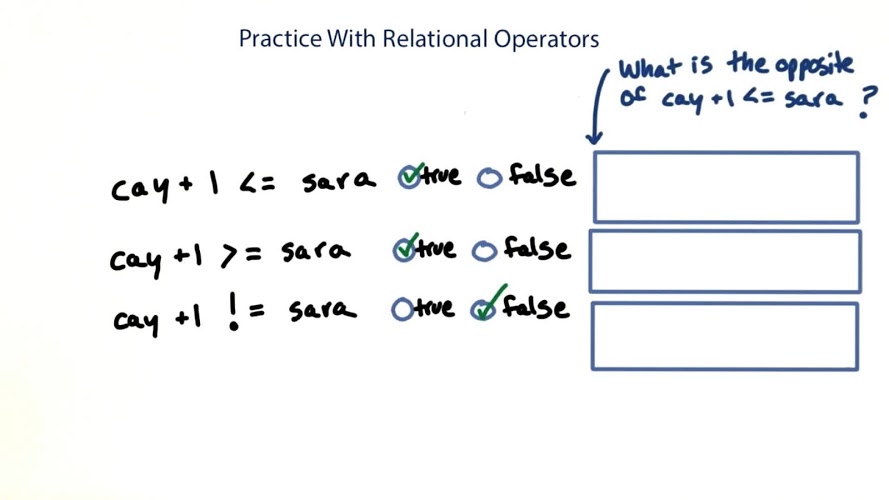 Practice With Relational Operators
What is the opposite
of cay +1 <= sara ?
cay + 1 <= sara true false
cay +1 >= sara true false
cay +1 != sara true false